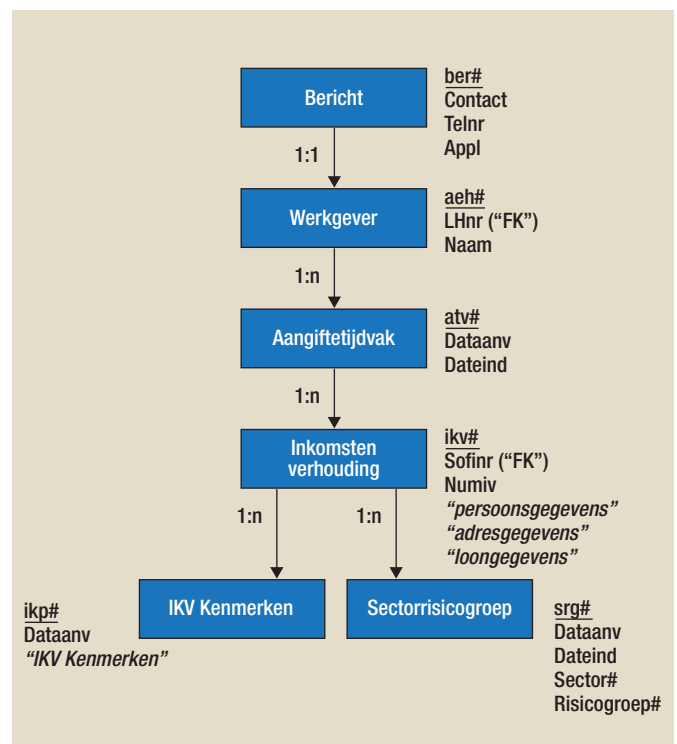 Bericht
ber#
Contact
Telnr
Appl
1:1
Werkgever
aeh#
LHnr (“FK”)
Naam
1:n
Aangiftetijdvak
atv#
Dataanv
Dateind
1:n
Inkomsten
verhouding
ikv#
Sofinr (“FK”)
Numiv
“persoonsgegevens”
“adresgegevens”
“loongegevens”
1:n
1:n
ikp#
Dataanv
“IKV Kenmerken”
IKV Kenmerken
Sectorrisicogroep
srg#
Dataanv
Dateind
Sector#
Risicogroep#